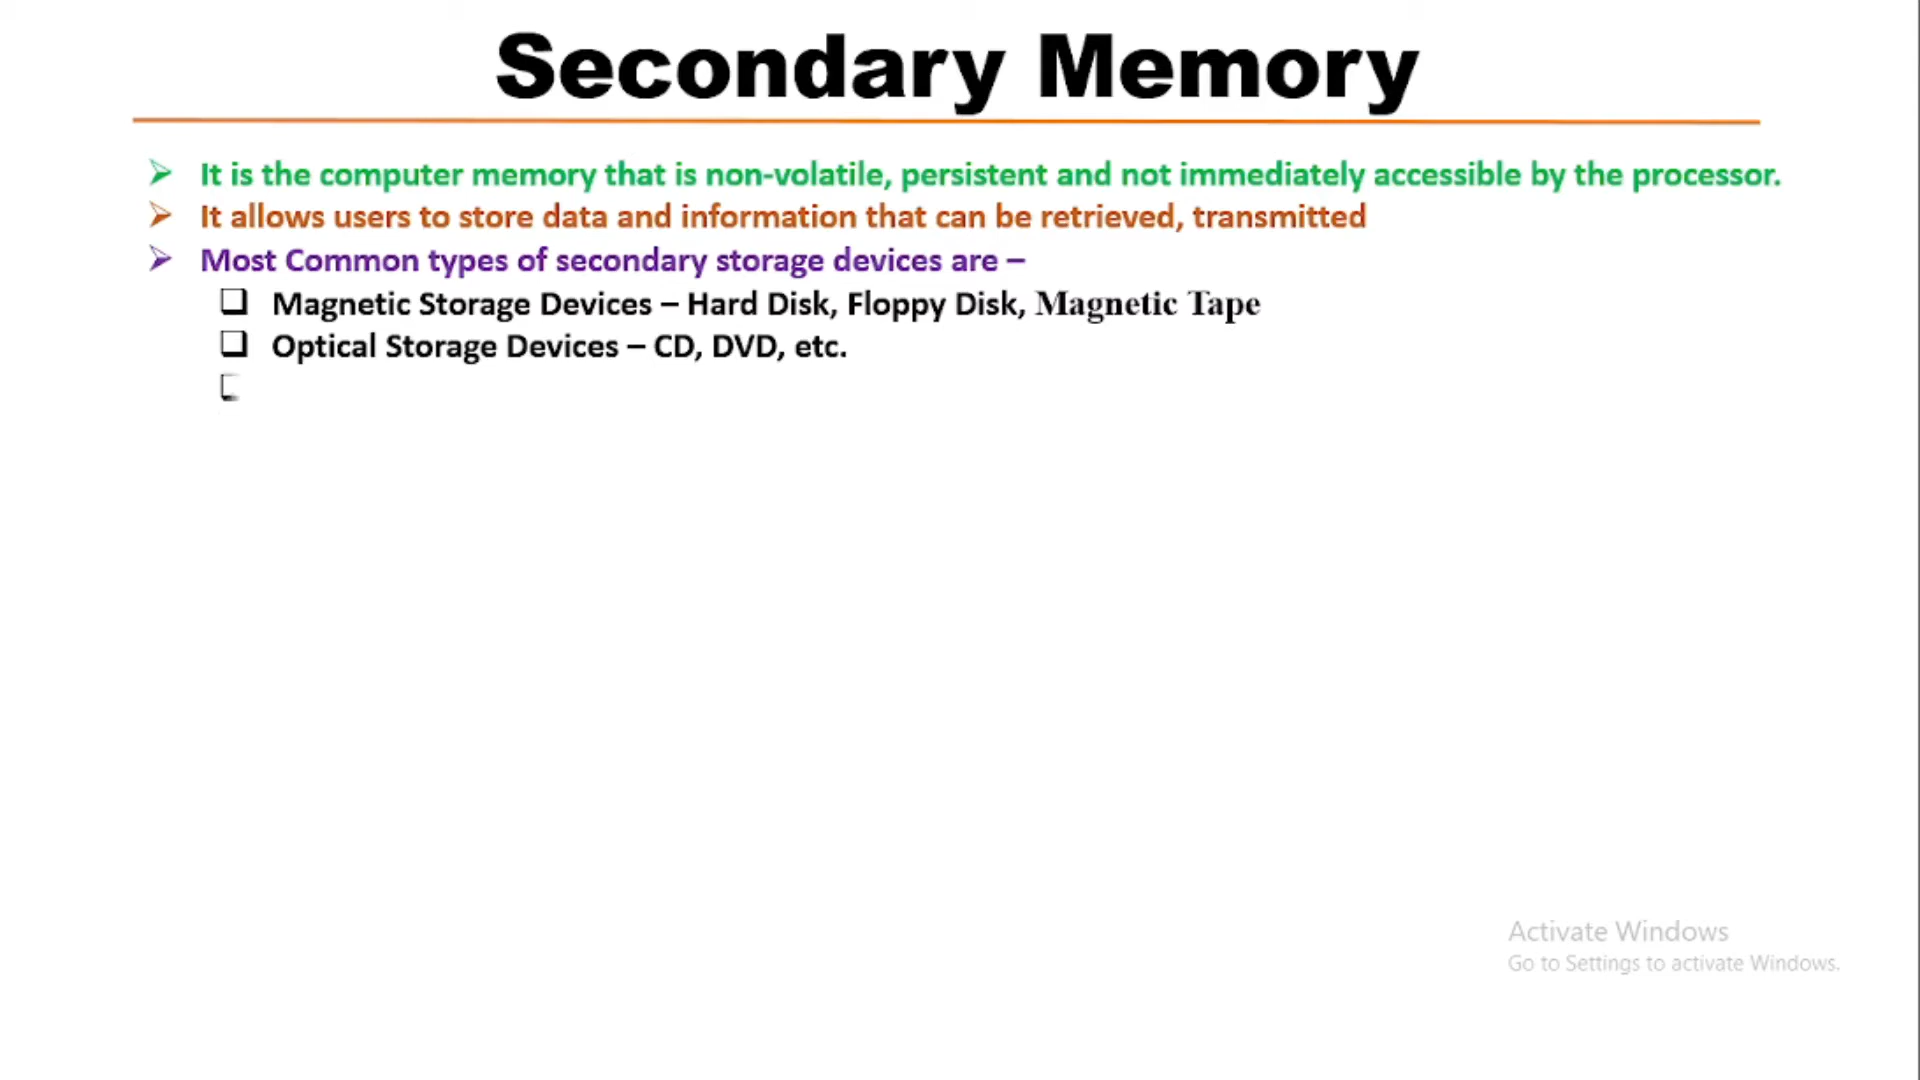 Secondary Memory
It is the computer memory that is non-volatile, persistent and not immediately accessible by the processor.
It allows users to store data and information that can be retrieved, transmitted
Most Common types of secondary storage devices are –
Magnetic Storage Devices – Hard Disk, Floppy Disk, Magnetic Tape
Optical Storage Devices – CD, DVD, etc.
Activate Windows
Go to Settings to activate Windows.